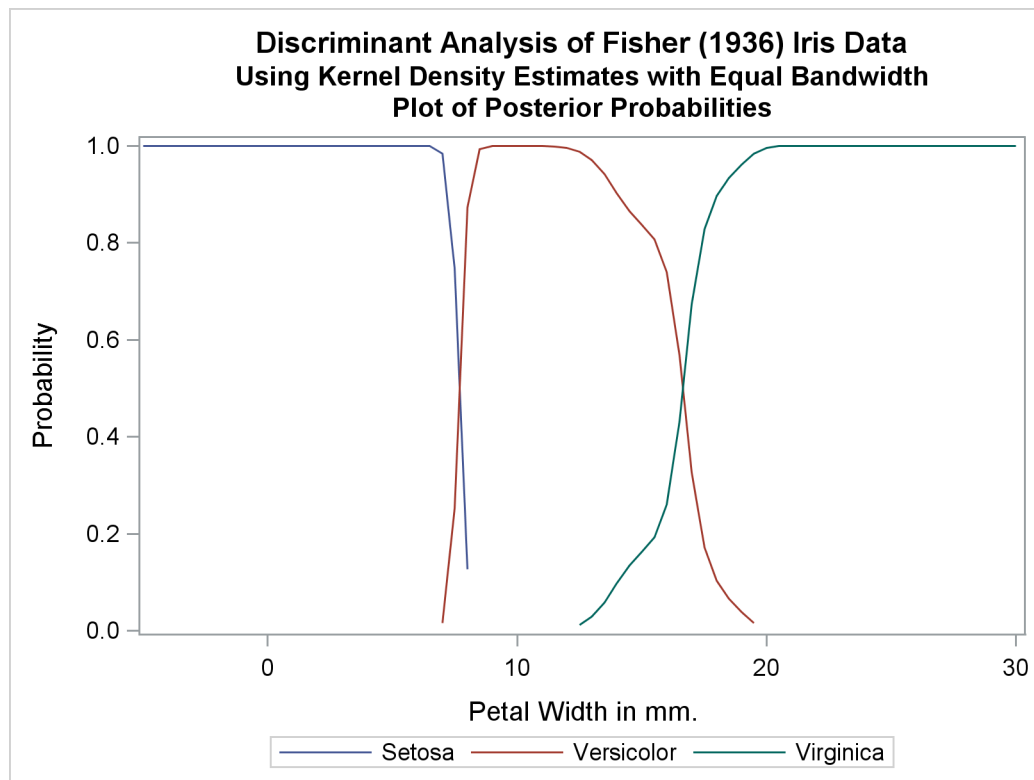 Discriminant Analysis of Fisher (1936) Iris Data
Using Kernel Density Estimates with Equal Bandwidth
Plot of Posterior Probabilities
1.0
0.8
0.6
0.4
0.2
0.0
Probability
0 10 20 30
Petal Width in mm.
Setosa Versicolor Virginica